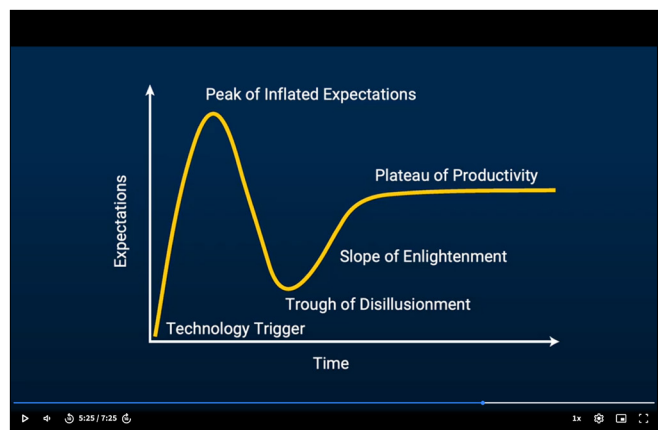 Peak of Inflated Expectations
Plateau of Productivity
Expectations
Slope of Enlightenment
Trough of Disillusionment
Technology Trigger
Time
5:25 / 7:25
1x